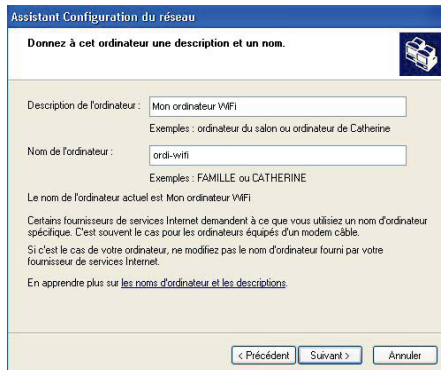 Assistant Configuration du réseau
Donnez à cet ordinateur une description et un nom.
Description de l'ordinateur : Mon ordinateur WiFi
Exemples : ordinateur du salon ou ordinateur de Catherine
Nom de l'ordinateur : ordi-wifi
Exemples : FAMILLE ou CATHERINE
Le nom de l'ordinateur actuel est Mon ordinateur WiFi
Certains fournisseurs de services Internet demandent à ce que vous utilisiez un nom d'ordinateur
spécifique. C'est souvent le cas pour les ordinateurs équipés d'un modem câble.
Si c'est le cas de votre ordinateur, ne modifiez pas le nom d'ordinateur fourni par votre
fournisseur de services Internet.
En apprendre plus sur les noms d'ordinateur et les descriptions.
< Précédent Suivant > Annuler